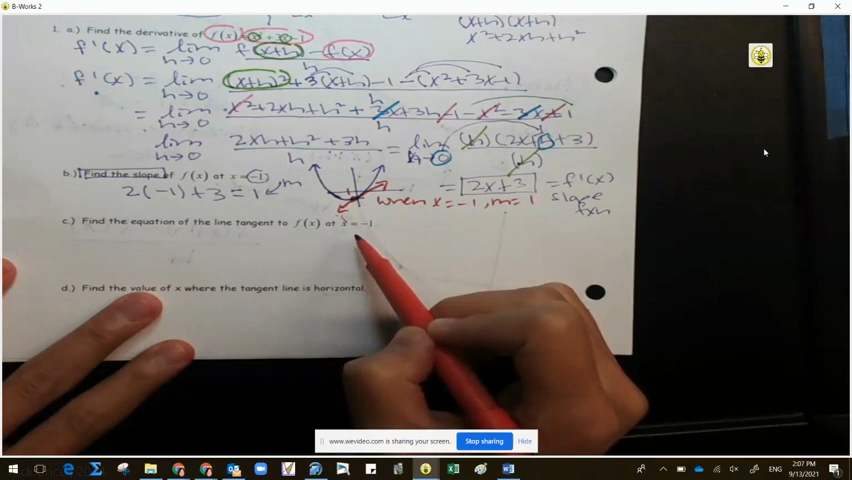 B-Works 2
(x+h)(x+h)
x²+2xh+h²
1. a.) Find the derivative of f(x) = x²+3x-1
f'(x) = lim h→0 f(x+h) - f(x) / h
f'(x) = lim h→0 (x+h)²+3(x+h)-1-(x²+3x-1) / h
= lim h→0 x²+2xh+h²+3x+3h-1-x²-3x+1 / h
lim h→0 2xh+h²+3h / h = lim h→0 (h)(2x+h+3) / (h)
b.) Find the slope of f(x) at x = -1
= 2x+3 = f'(x)
2(-1)+3=1 m
when x=-1, m=1
slope
fxn
c.) Find the equation of the line tangent to f(x) at x = -1
d.) Find the value of x where the tangent line is horizontal.
www.wevideo.com is sharing your screen. Stop sharing Hide
2:07 PM
9/13/2021